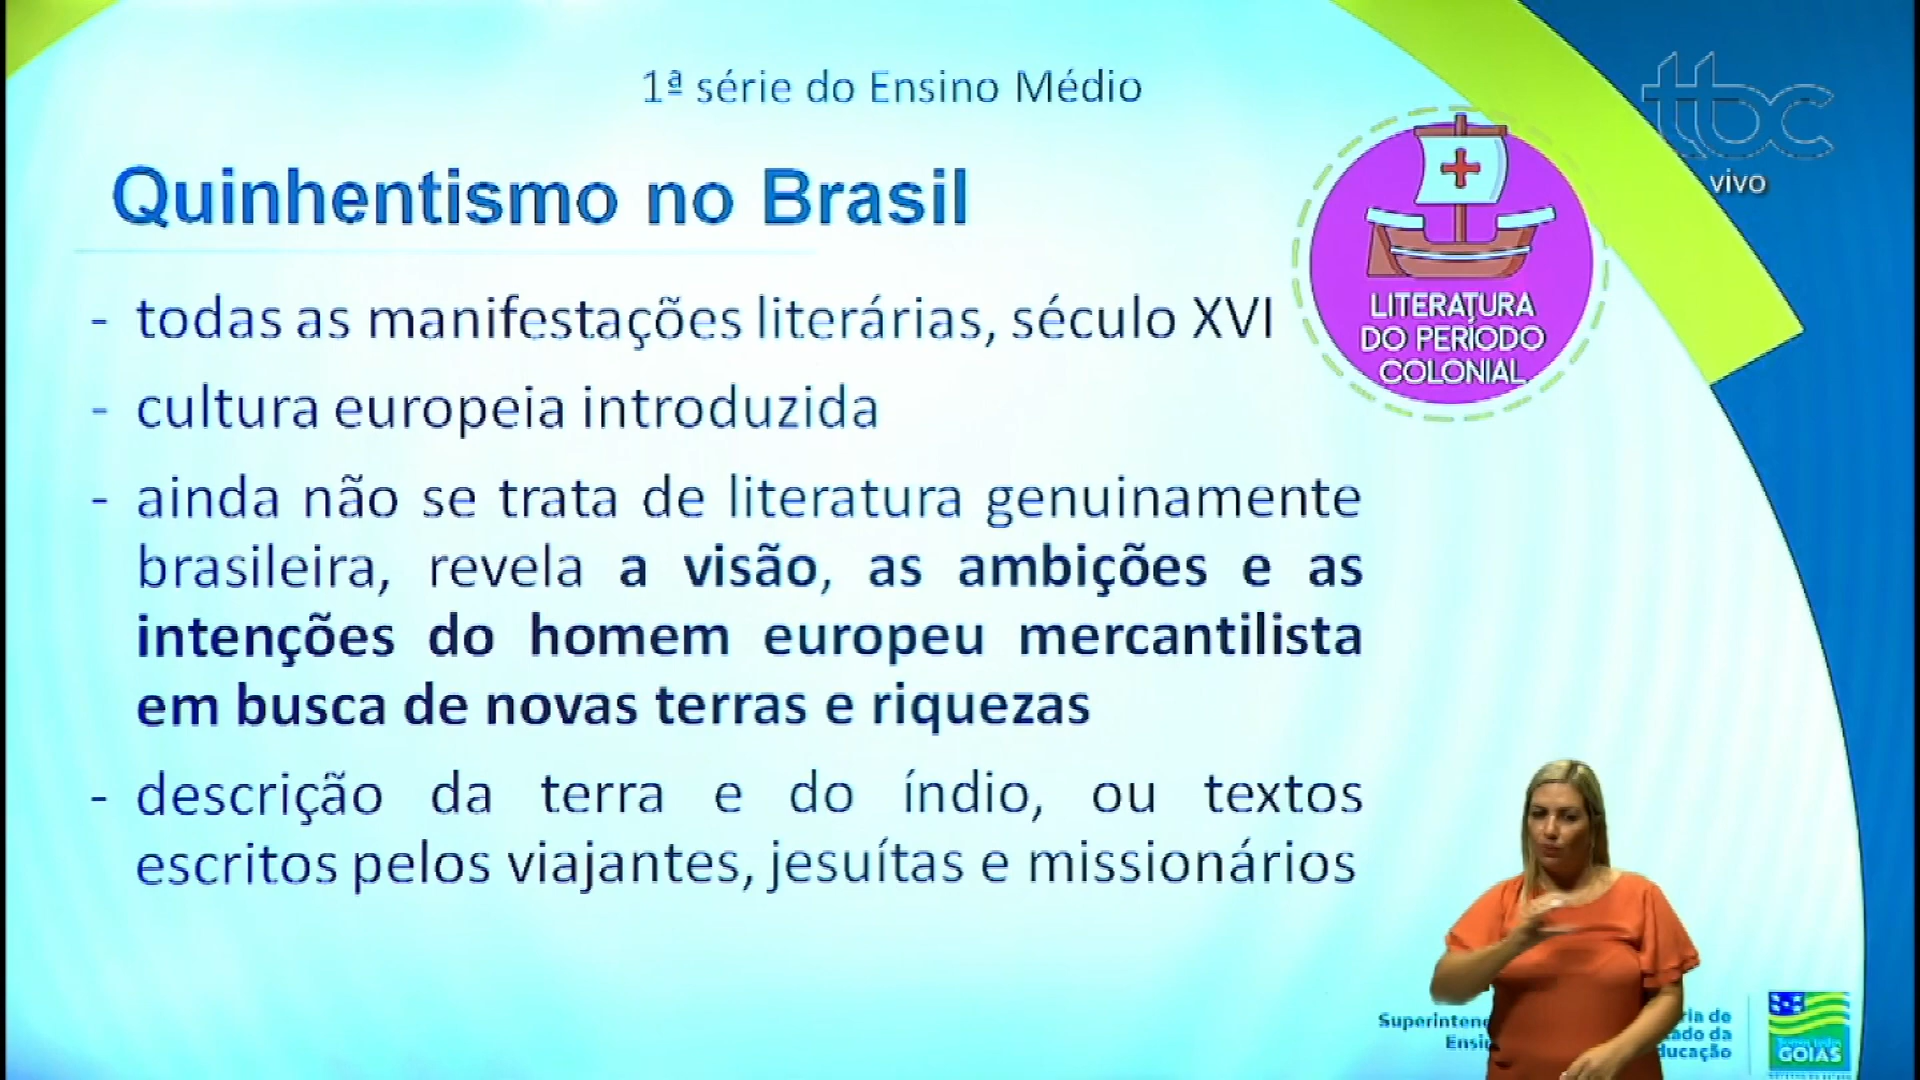 1ª série do Ensino Médio
tbc
vivo
Quinhentismo no Brasil
LITERATURA
DO PERÍODO
COLONIAL
- todas as manifestações literárias, século XVI
- cultura europeia introduzida
- ainda não se trata de literatura genuinamente
brasileira, revela a visão, as ambições e as
intenções do homem europeu mercantilista
em busca de novas terras e riquezas
- descrição da terra e do índio, ou textos
escritos pelos viajantes, jesuítas e missionários
GOIÁS